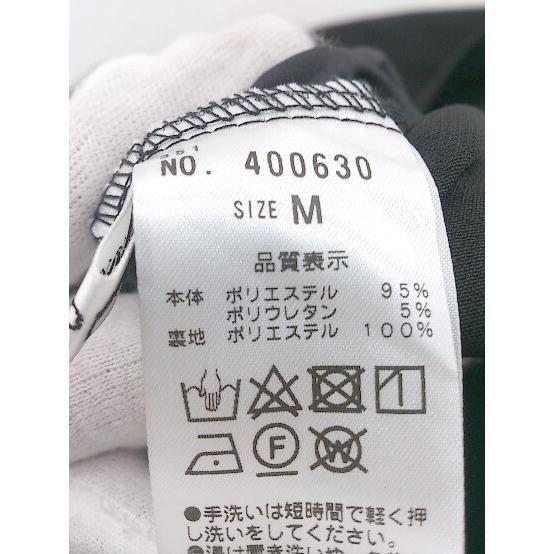 351
NO. 400630
SIZE M
品質表示
本体 ポリエステル 95%
ポリウレタン 5%
裏地 ポリエステル 100%
F
W
●手洗いは短時間で軽く押
し洗いをしてください。